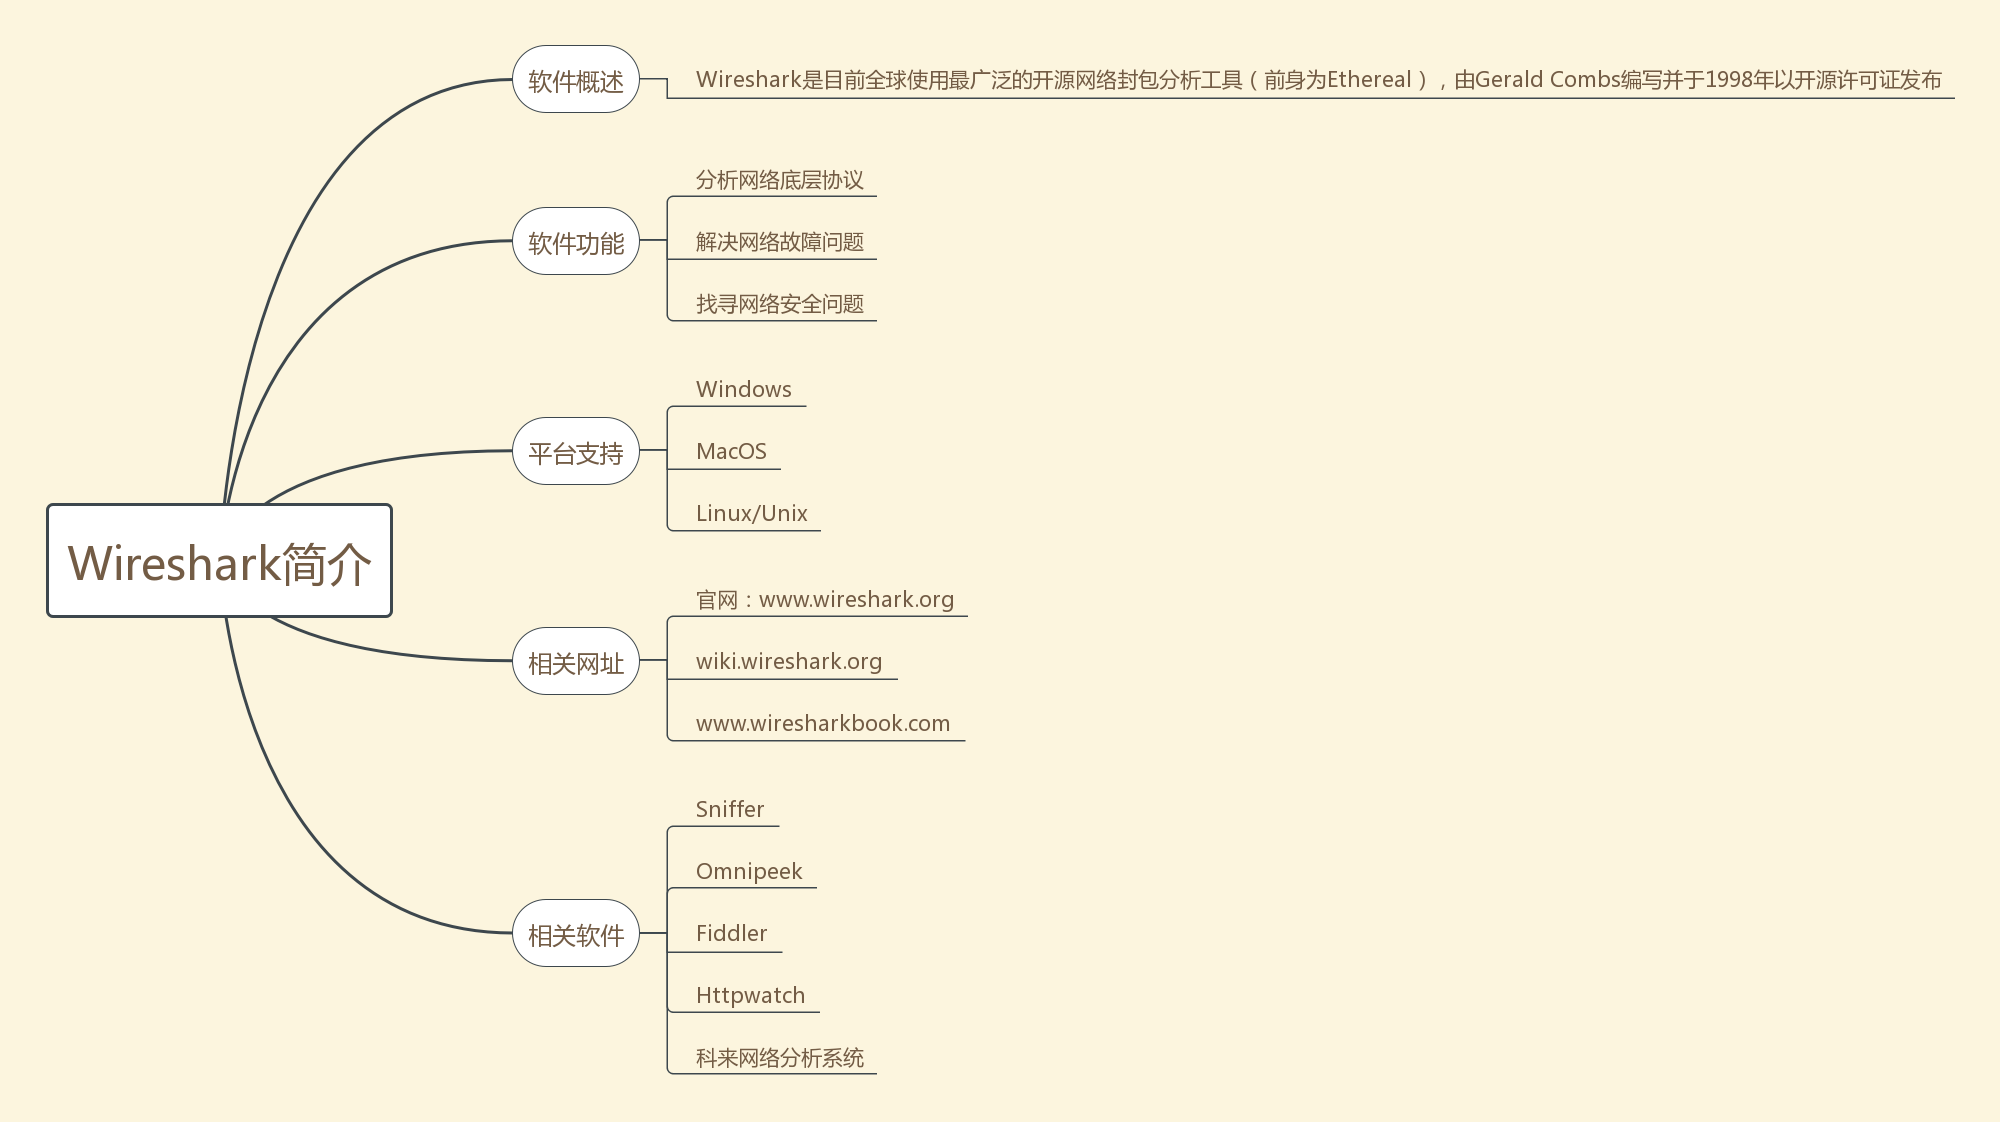 Wireshark简介
软件概述
Wireshark是目前全球使用最广泛的开源网络封包分析工具（前身为Ethereal），由Gerald Combs编写并于1998年以开源许可证发布
软件功能
分析网络底层协议
解决网络故障问题
找寻网络安全问题
平台支持
Windows
MacOS
Linux/Unix
相关网址
官网：www.wireshark.org
wiki.wireshark.org
www.wiresharkbook.com
相关软件
Sniffer
Omnipeek
Fiddler
Httpwatch
科来网络分析系统